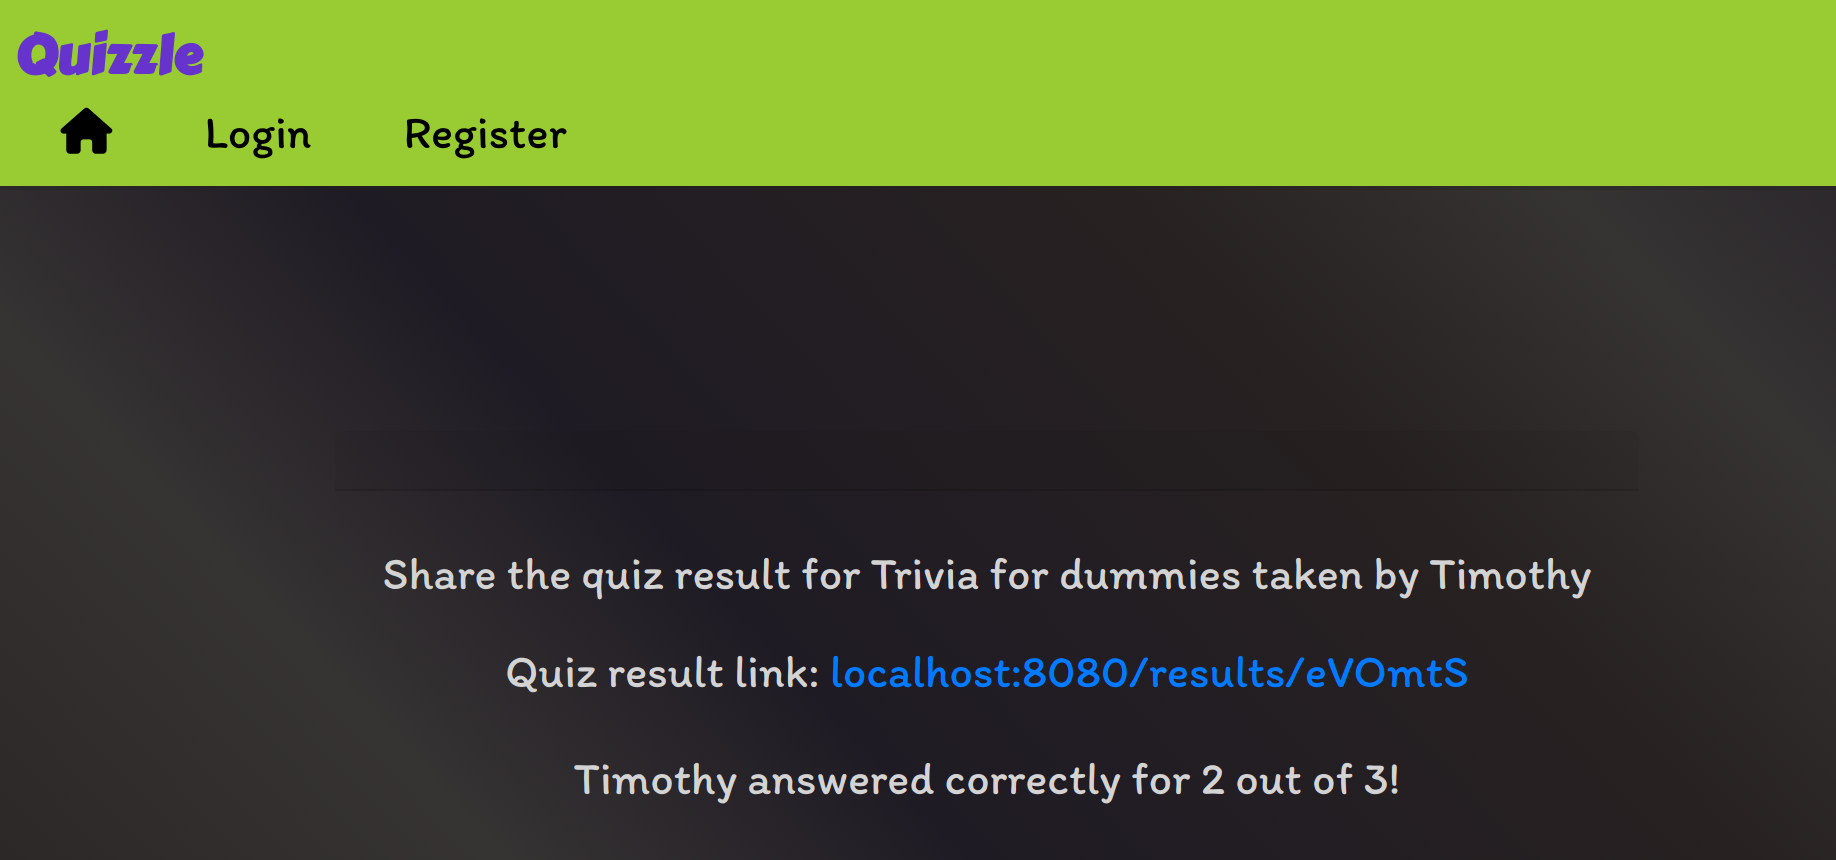 Quizzle
Login Register
Share the quiz result for Trivia for dummies taken by Timothy
Quiz result link: localhost:8080/results/eVOmtS
Timothy answered correctly for 2 out of 3!